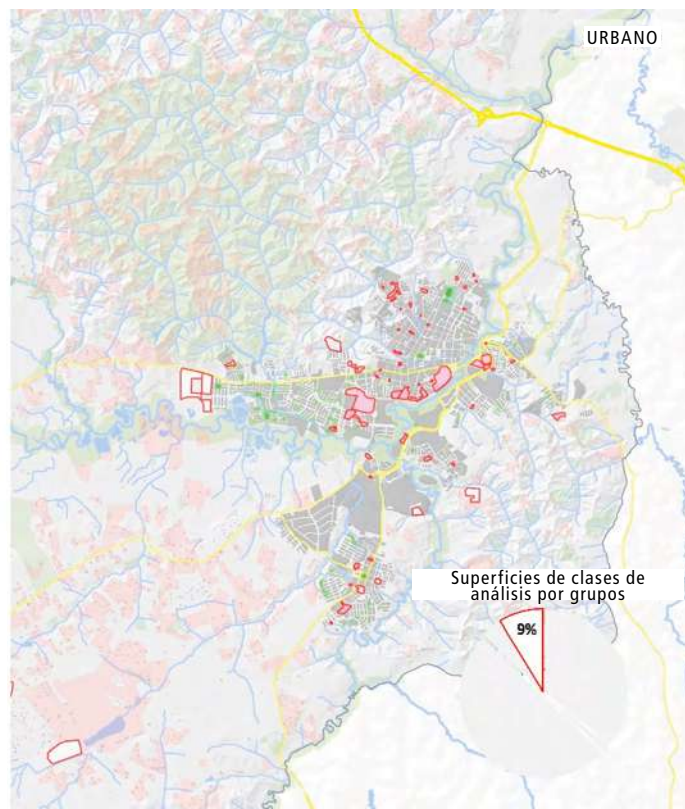 URBANO
Superficies de clases de
análisis por grupos
9%